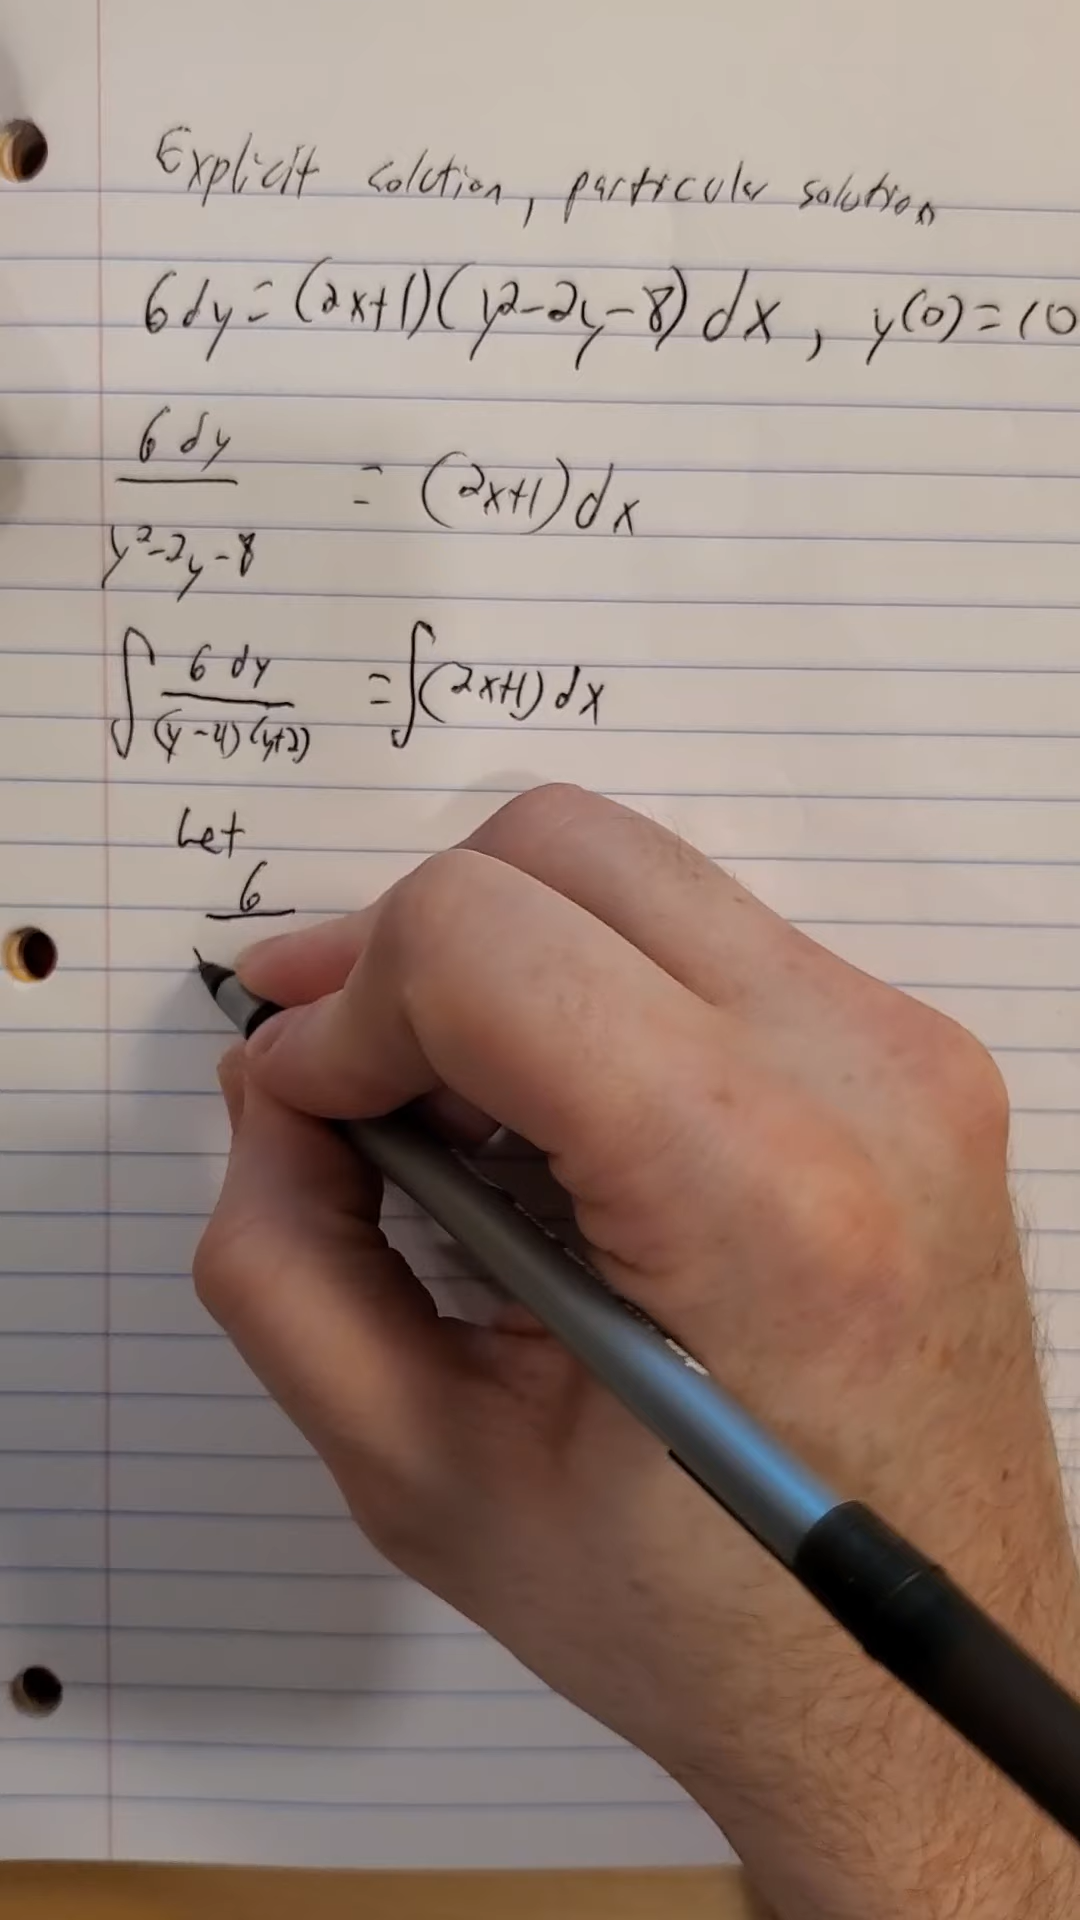 Explicit solution, particular solution
6dy = (2x+1)(y²-2y-8) dx, y(0)=10
6 dy / y²-2y-8 = (2x+1) dx
∫ 6 dy / (y-4)(y+2) = ∫(2x+1) dx
Let
6